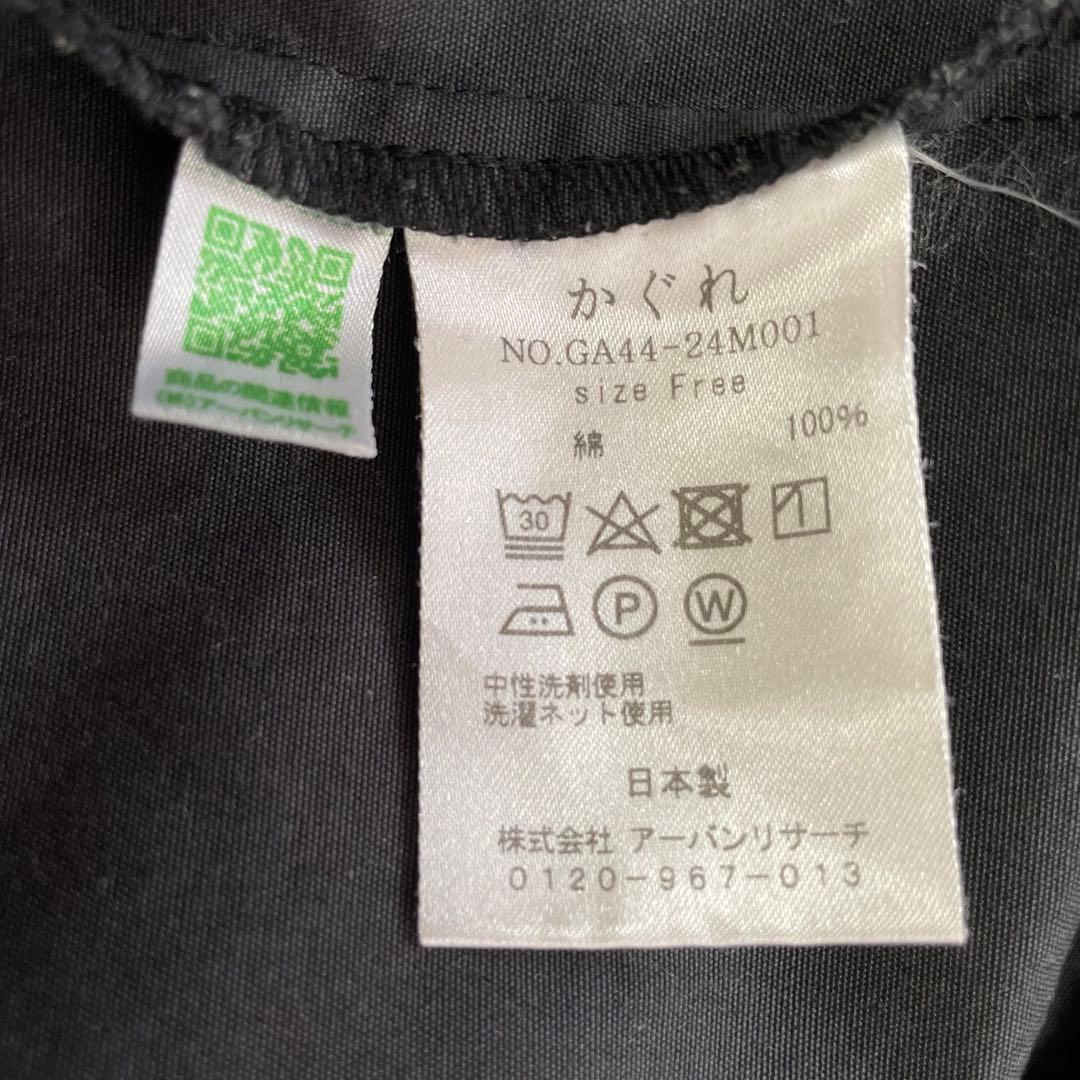 商品の関連情報
(株)アーバンリサーチ
かぐれ
NO.GA44-24M001
size Free
綿 100%
30
P W
中性洗剤使用
洗濯ネット使用
日本製
株式会社 アーバンリサーチ
0120-967-013